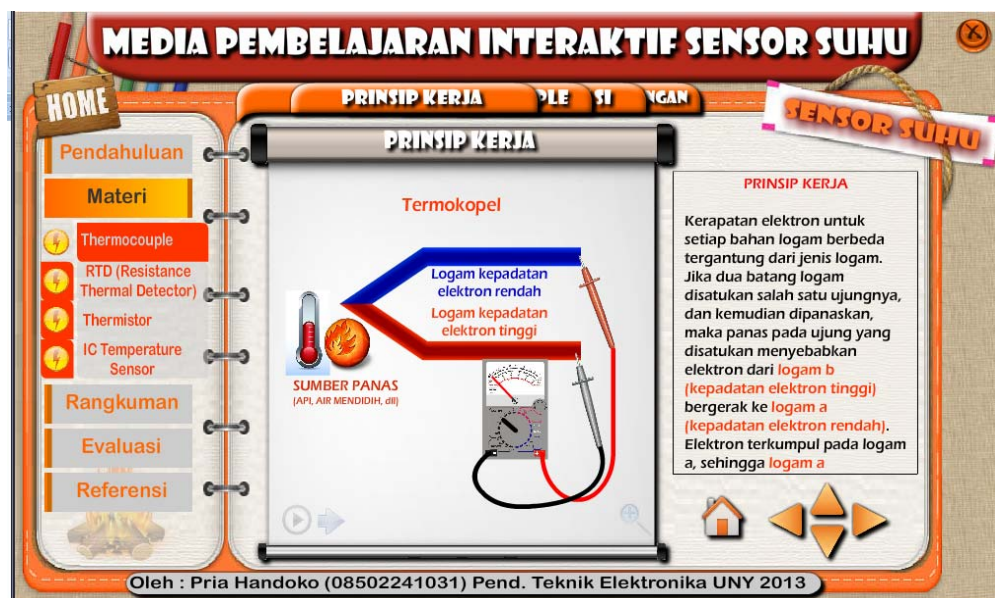 MEDIA PEMBELAJARAN INTERAKTIF SENSOR SUHU
HOME
PRINSIP KERJA
PLE
SI
NGAN
SENSOR SUHU
Pendahuluan
Materi
Thermocouple
RTD (Resistance
Thermal Detector)
Thermistor
IC Temperature
Sensor
Rangkuman
Evaluasi
Referensi
PRINSIP KERJA
Termokopel
Logam kepadatan
elektron rendah
Logam kepadatan
elektron tinggi
SUMBER PANAS
(API, AIR MENDIDIH, dll)
PRINSIP KERJA
Kerapatan elektron untuk
setiap bahan logam berbeda
tergantung dari jenis logam.
Jika dua batang logam
disatukan salah satu ujungnya,
dan kemudian dipanaskan,
maka panas pada ujung yang
disatukan menyebabkan
elektron dari logam b
(kepadatan elektron tinggi)
bergerak ke logam a
(kepadatan elektron rendah).
Elektron terkumpul pada logam
a, sehingga logam a
Oleh : Pria Handoko (08502241031) Pend. Teknik Elektronika UNY 2013